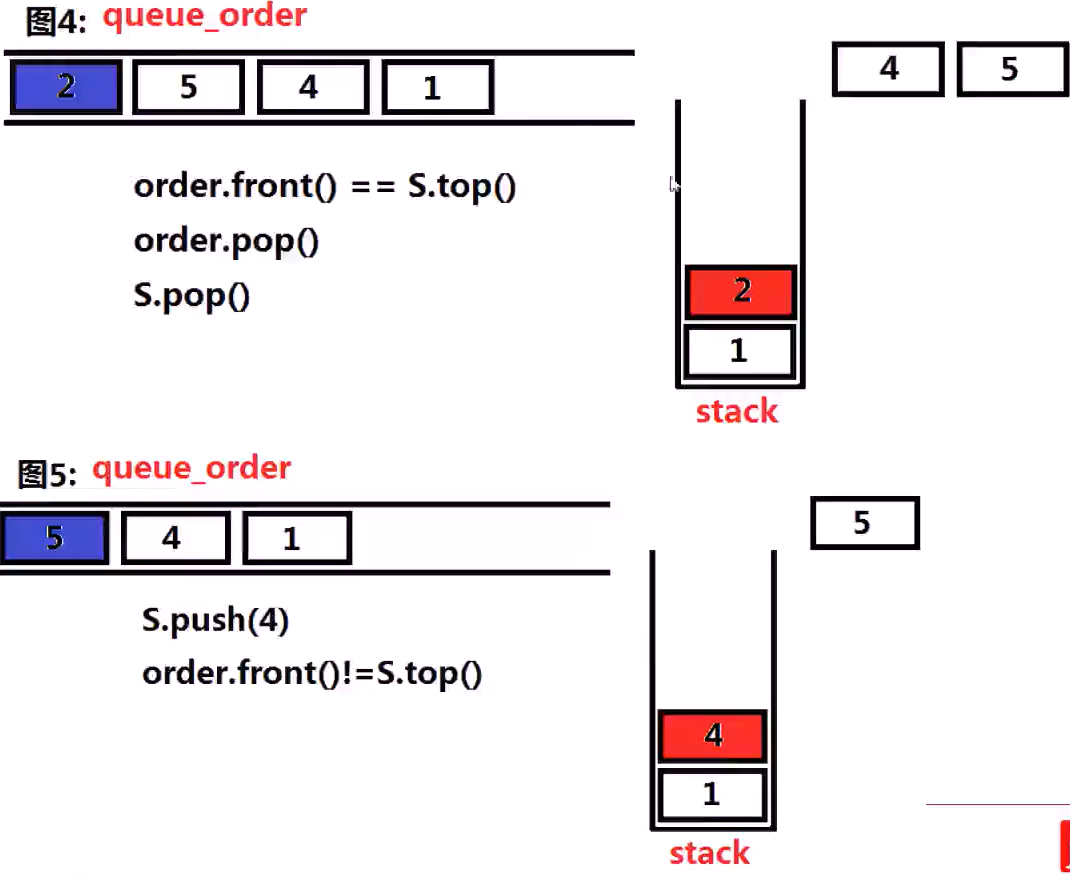 图4: queue_order
2 5 4 1
4 5
order.front() == S.top()
order.pop()
S.pop()
2
1
stack
图5: queue_order
5 4 1
5
S.push(4)
order.front()!=S.top()
4
1
stack